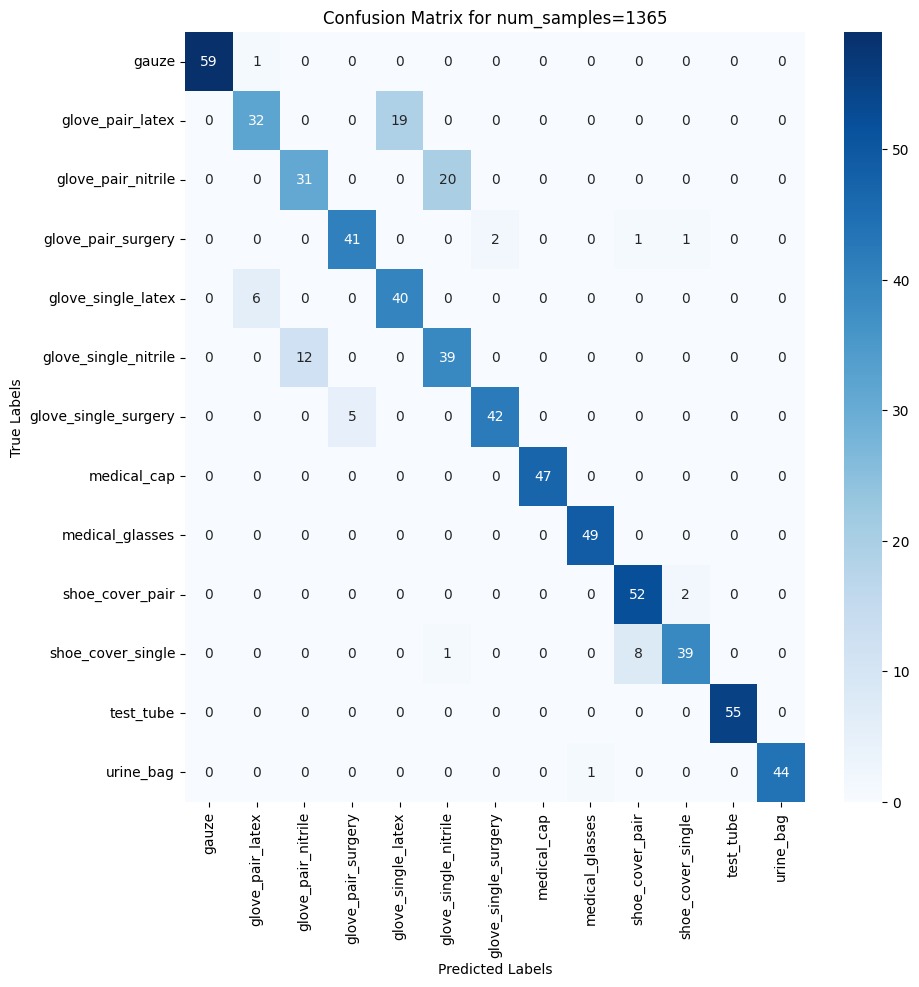 Confusion Matrix for num_samples=1365
gauze 59 1 0 0 0 0 0 0 0 0 0 0 0
glove_pair_latex 0 32 0 0 19 0 0 0 0 0 0 0 0
glove_pair_nitrile 0 0 31 0 0 20 0 0 0 0 0 0 0
glove_pair_surgery 0 0 0 41 0 0 2 0 0 1 1 0 0
glove_single_latex 0 6 0 0 40 0 0 0 0 0 0 0 0
glove_single_nitrile 0 0 12 0 0 39 0 0 0 0 0 0 0
glove_single_surgery 0 0 0 5 0 0 42 0 0 0 0 0 0
medical_cap 0 0 0 0 0 0 0 47 0 0 0 0 0
medical_glasses 0 0 0 0 0 0 0 0 49 0 0 0 0
shoe_cover_pair 0 0 0 0 0 0 0 0 0 52 2 0 0
shoe_cover_single 0 0 0 0 0 1 0 0 0 8 39 0 0
test_tube 0 0 0 0 0 0 0 0 0 0 0 55 0
urine_bag 0 0 0 0 0 0 0 0 1 0 0 0 44
True Labels
gauze
glove_pair_latex
glove_pair_nitrile
glove_pair_surgery
glove_single_latex
glove_single_nitrile
glove_single_surgery
medical_cap
medical_glasses
shoe_cover_pair
shoe_cover_single
test_tube
urine_bag
Predicted Labels
50
40
30
20
10
0